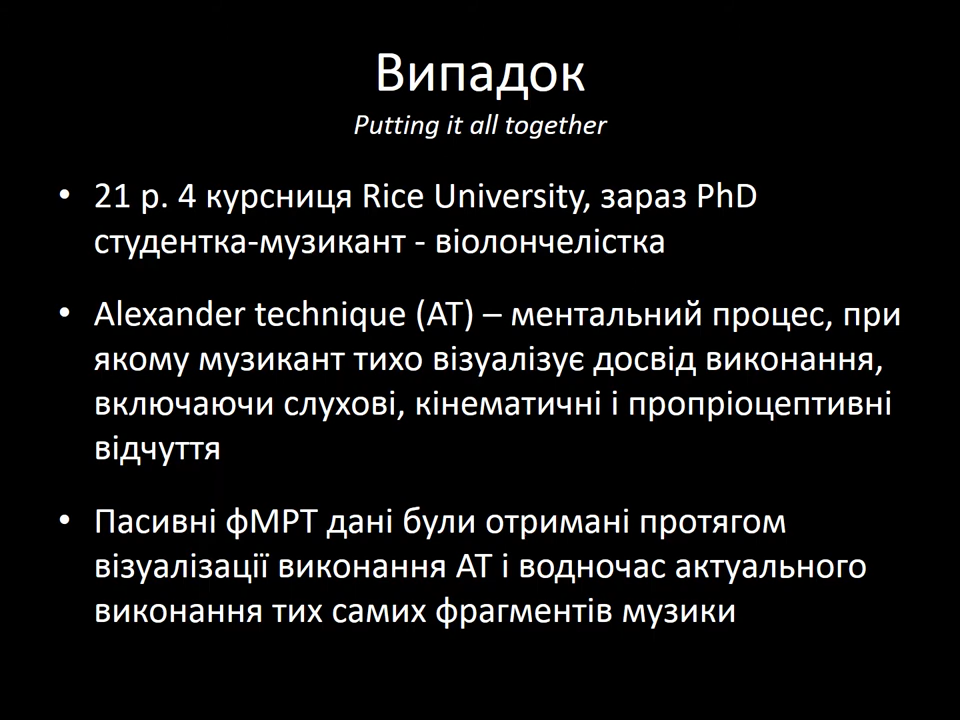 Випадок
Putting it all together
• 21 р. 4 курсниця Rice University, зараз PhD
студентка-музикант - віолончелістка
• Alexander technique (AT) – ментальний процес, при
якому музикант тихо візуалізує досвід виконання,
включаючи слухові, кінематичні і пропріоцептивні
відчуття
• Пасивні фМРТ дані були отримані протягом
візуалізації виконання АТ і водночас актуального
виконання тих самих фрагментів музики